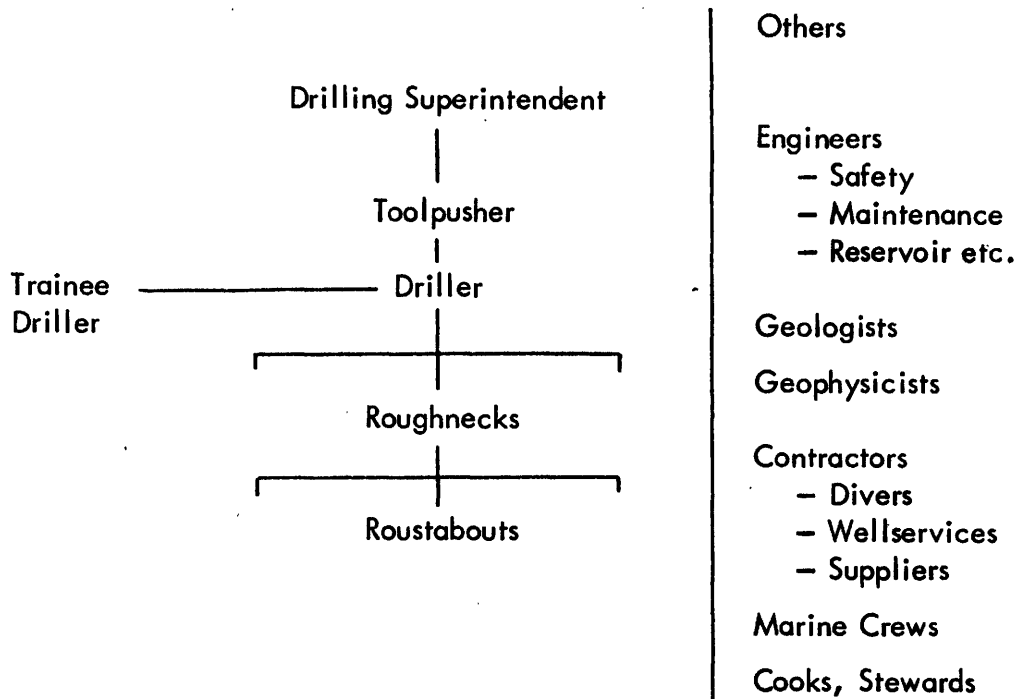 Drilling Superintendent
Toolpusher
Trainee
Driller
Driller
Roughnecks
Roustabouts
Others
Engineers
– Safety
– Maintenance
– Reservoir etc.
Geologists
Geophysicists
Contractors
– Divers
– Wellservices
– Suppliers
Marine Crews
Cooks, Stewards